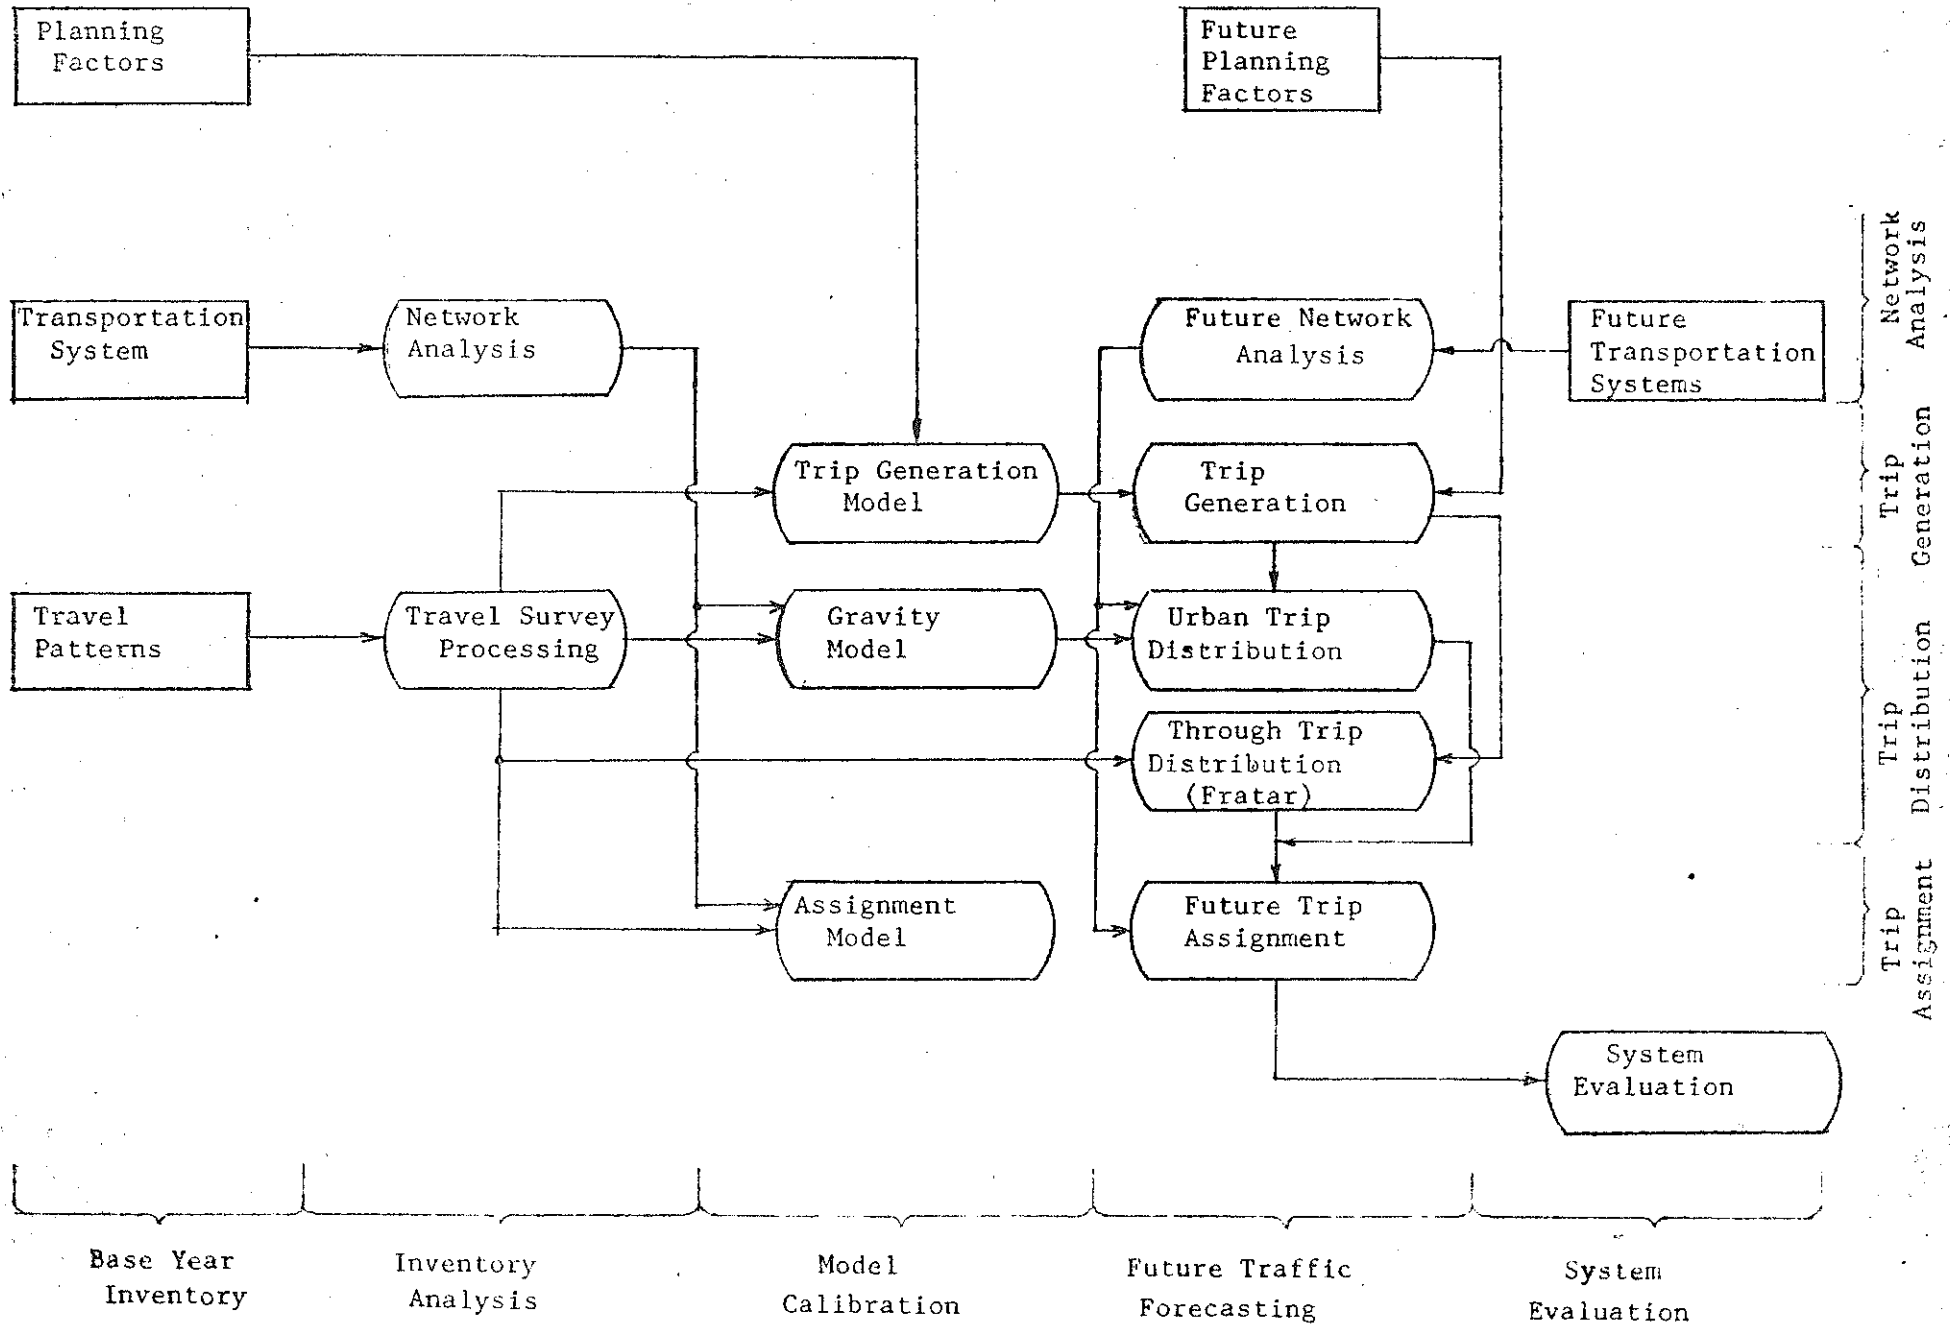 Planning
Factors
Future
Planning
Factors
Transportation
System
Network
Analysis
Future Network
Analysis
Future
Transportation
Systems
Network
Analysis
Trip Generation
Model
Trip
Generation
Trip
Generation
Travel
Patterns
Travel Survey
Processing
Gravity
Model
Urban Trip
Distribution
Through Trip
Distribution
(Fratar)
Trip
Distribution
Assignment
Model
Future Trip
Assignment
Trip
Assignment
System
Evaluation
Base Year
Inventory
Inventory
Analysis
Model
Calibration
Future Traffic
Forecasting
System
Evaluation